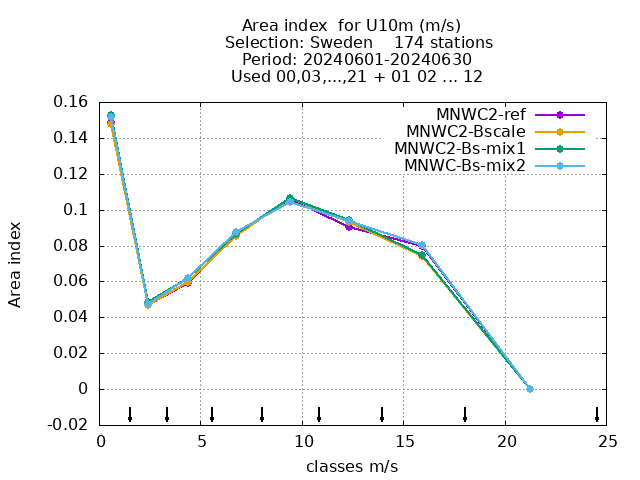 Area index  for U10m (m/s)
Selection: Sweden    174 stations
Period: 20240601-20240630
Used 00,03,...,21 + 01 02 ... 12
MNWC2-ref
MNWC2-Bscale
MNWC2-Bs-mix1
MNWC-Bs-mix2
0.16
0.14
0.12
0.1
0.08
0.06
0.04
0.02
0
-0.02
Area index
0 5 10 15 20 25
classes m/s